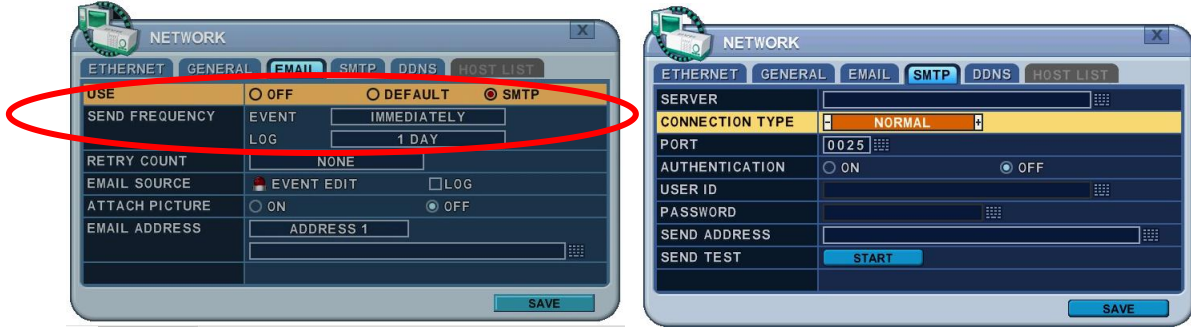 NETWORK X
ETHERNET GENERAL EMAIL SMTP DDNS HOST LIST
USE OFF DEFAULT SMTP
SEND FREQUENCY EVENT IMMEDIATELY
LOG 1 DAY
RETRY COUNT NONE
EMAIL SOURCE EVENT EDIT LOG
ATTACH PICTURE ON OFF
EMAIL ADDRESS ADDRESS 1
SAVE
NETWORK X
ETHERNET GENERAL EMAIL SMTP DDNS HOST LIST
SERVER
CONNECTION TYPE - NORMAL +
PORT 0025
AUTHENTICATION ON OFF
USER ID
PASSWORD
SEND ADDRESS
SEND TEST START
SAVE